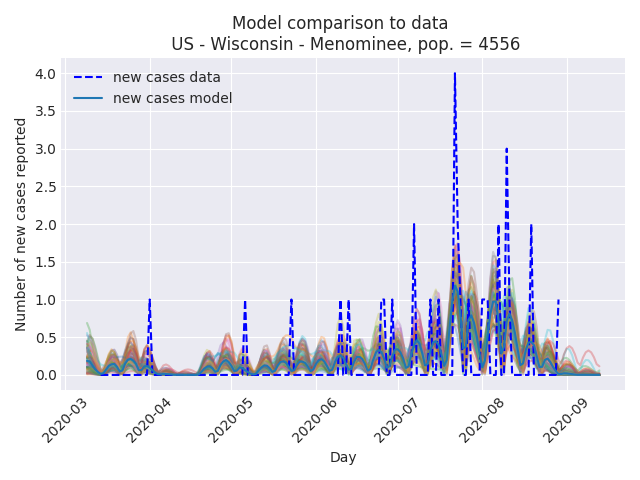 Model comparison to data
US - Wisconsin - Menominee, pop. = 4556
new cases data
new cases model
Number of new cases reported
4.0
3.5
3.0
2.5
2.0
1.5
1.0
0.5
0.0
2020-03
2020-04
2020-05
2020-06
2020-07
2020-08
2020-09
Day